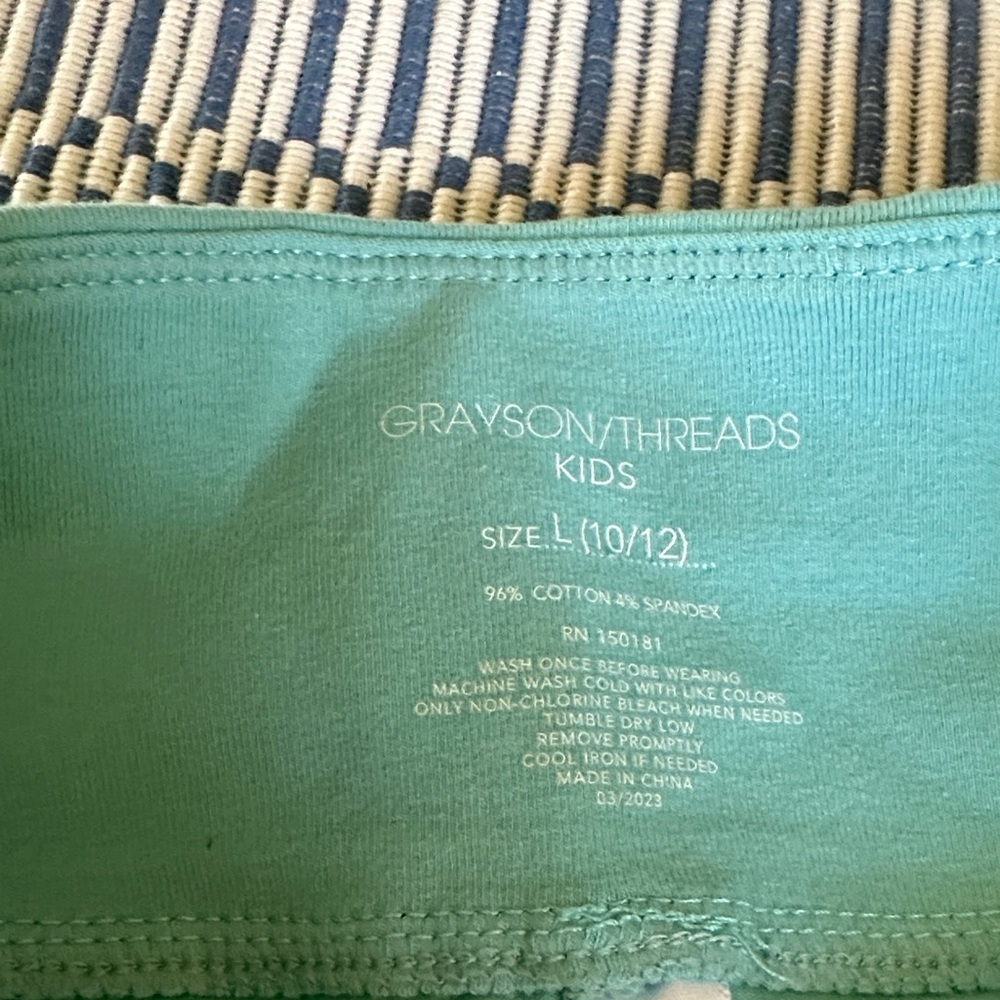 GRAYSON/THREADS
KIDS
SIZE L (10/12)
96% COTTON 4% SPANDEX
RN 150181
WASH ONCE BEFORE WEARING
MACHINE WASH COLD WITH LIKE COLORS
ONLY NON-CHLORINE BLEACH WHEN NEEDED
TUMBLE DRY LOW
REMOVE PROMPTLY
COOL IRON IF NEEDED
MADE IN CHINA
03/2023